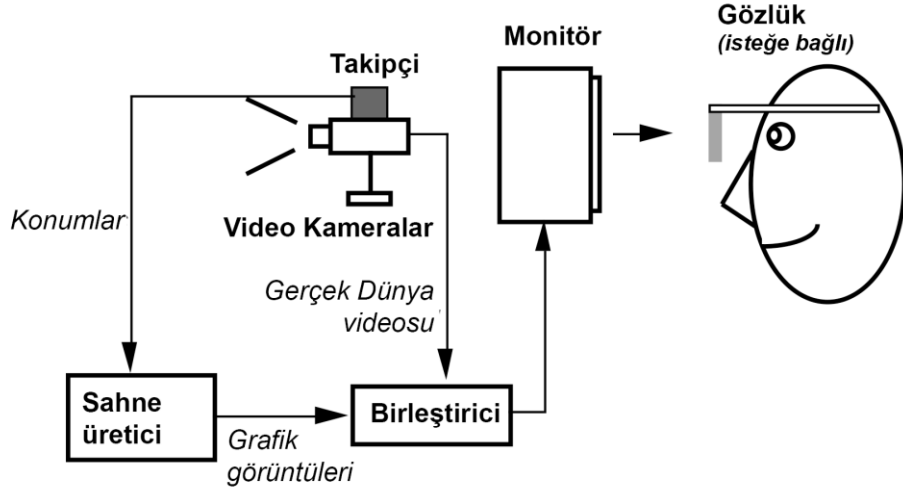 Gözlük
(isteğe bağlı)
Monitör
Takipçi
Konumlar
Video Kameralar
Gerçek Dünya
videosu
Sahne
üretici
Birleştirici
Grafik
görüntüleri